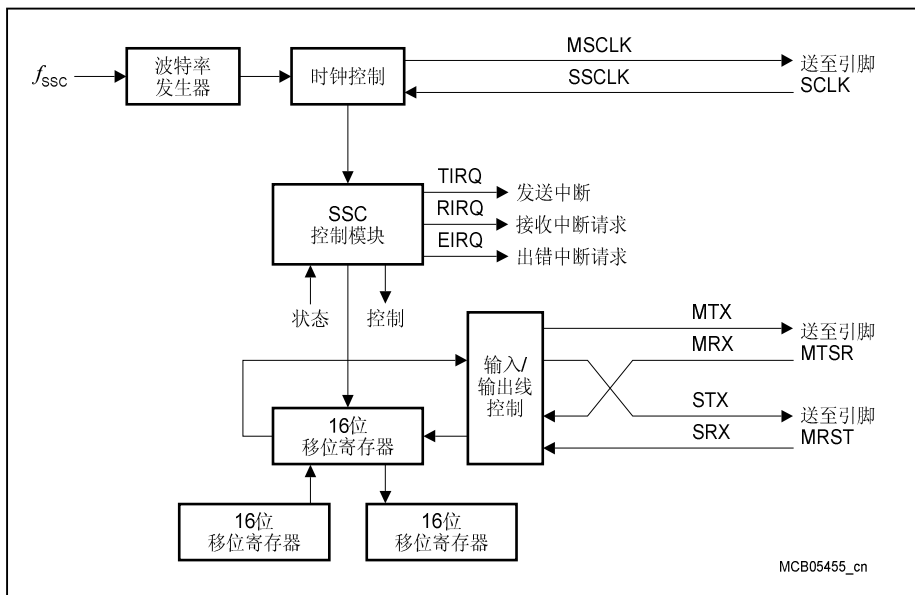 fSSC
波特率
发生器
时钟控制
MSCLK
SSCLK
送至引脚
SCLK
SSC
控制模块
TIRQ
发送中断
RIRQ
接收中断请求
EIRQ
出错中断请求
状态
控制
输入/
输出线
控制
MTX
MRX
送至引脚
MTSR
STX
SRX
送至引脚
MRST
16位
移位寄存器
16位
移位寄存器
16位
移位寄存器
MCB05455_cn